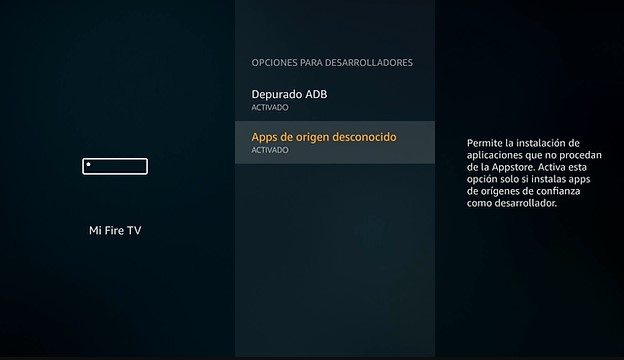 OPCIONES PARA DESARROLLADORES
Depurado ADB
ACTIVADO
Apps de origen desconocido
ACTIVADO
Mi Fire TV
Permite la instalación de
aplicaciones que no procedan
de la Appstore. Activa esta
opción solo si instalas apps
de orígenes de confianza
como desarrollador.